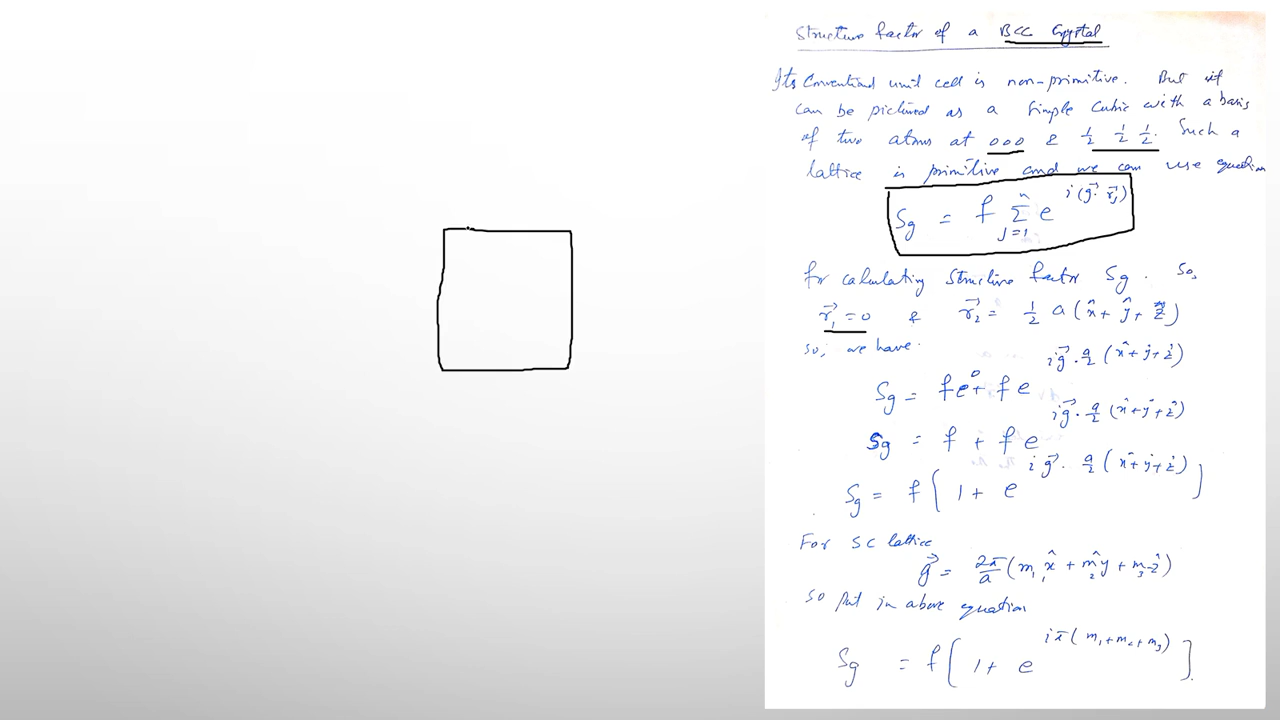 Structure factor of a BCC Crystal
Its Conventional unit cell is non-primitive. But it
can be pictured as a Simple Cubic with a basis
of two atoms at 000 & ½ ½ ½. Such a
lattice is primitive and we can use equation
Sg = f Σ_{j=1}^{n} e^{i(g⃗·r⃗j)}
for calculating Structure factor Sg. So,
r⃗₁ = 0 & r⃗₂ = ½ a(x̂ + ŷ + ẑ)
So, we have.
Sg = f e⁰ + f e^{i g⃗· a/2 (x̂+ŷ+ẑ)}
Sg = f + f e^{i g⃗· a/2 (x̂+ŷ+ẑ)}
Sg = f [ 1 + e^{i g⃗· a/2 (x̂+ŷ+ẑ)} ]
For SC lattice
g⃗ = 2π/a (m₁ x̂ + m₂ ŷ + m₃ ẑ)
So put in above equation
Sg = f [ 1 + e^{iπ(m₁+m₂+m₃)} ].